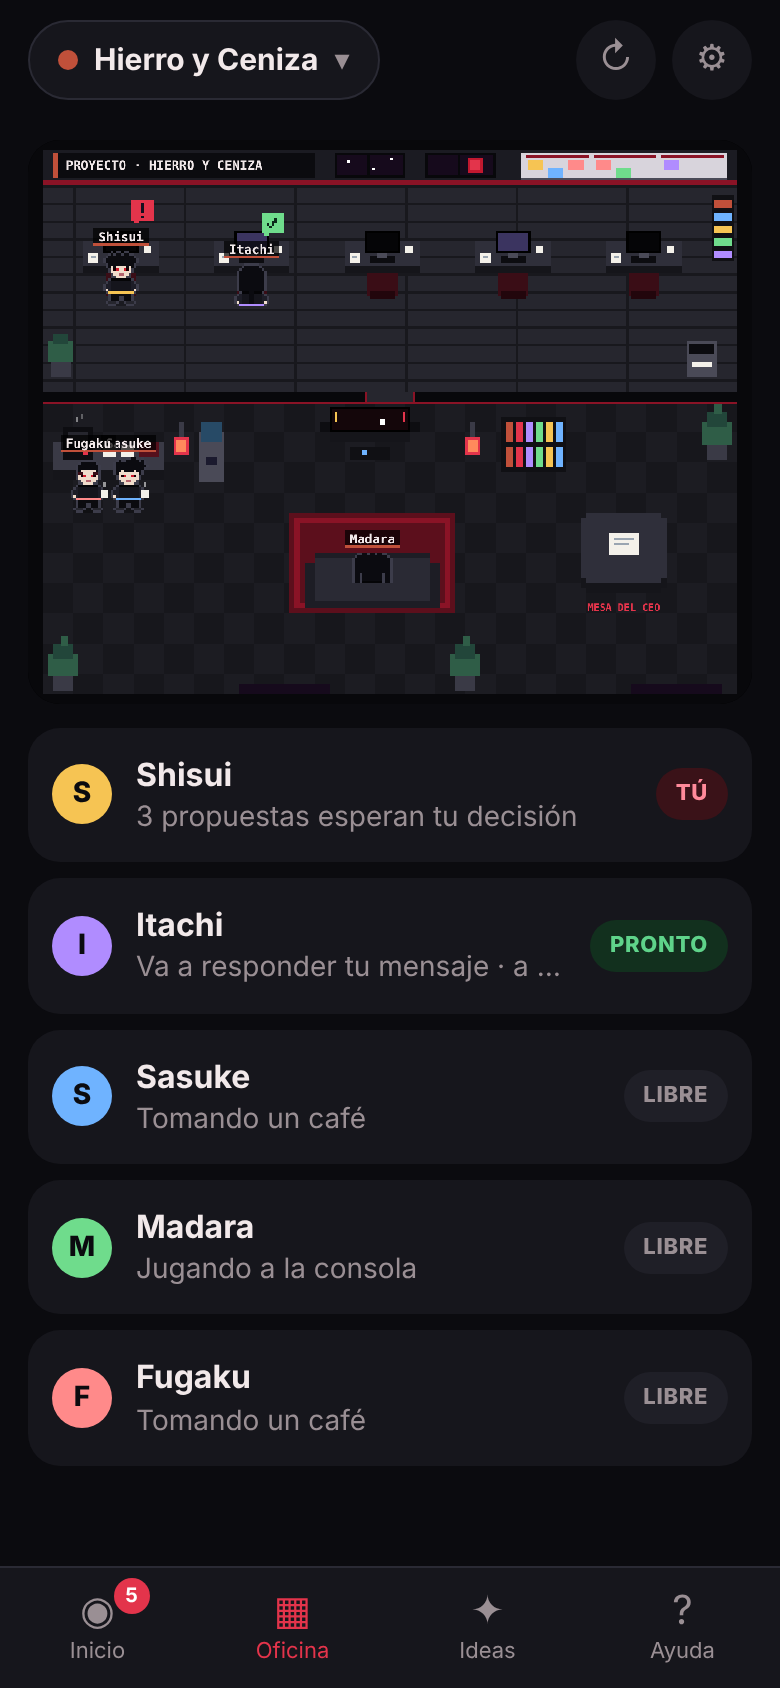 Hierro y Ceniza ▾
PROYECTO · HIERRO Y CENIZA
Shisui
Itachi
Fugaku
asuke
Madara
MESA DEL CEO
S
Shisui
3 propuestas esperan tu decisión
TÚ
I
Itachi
Va a responder tu mensaje · a ...
PRONTO
S
Sasuke
Tomando un café
LIBRE
M
Madara
Jugando a la consola
LIBRE
F
Fugaku
Tomando un café
LIBRE
5
Inicio
Oficina
Ideas
?
Ayuda